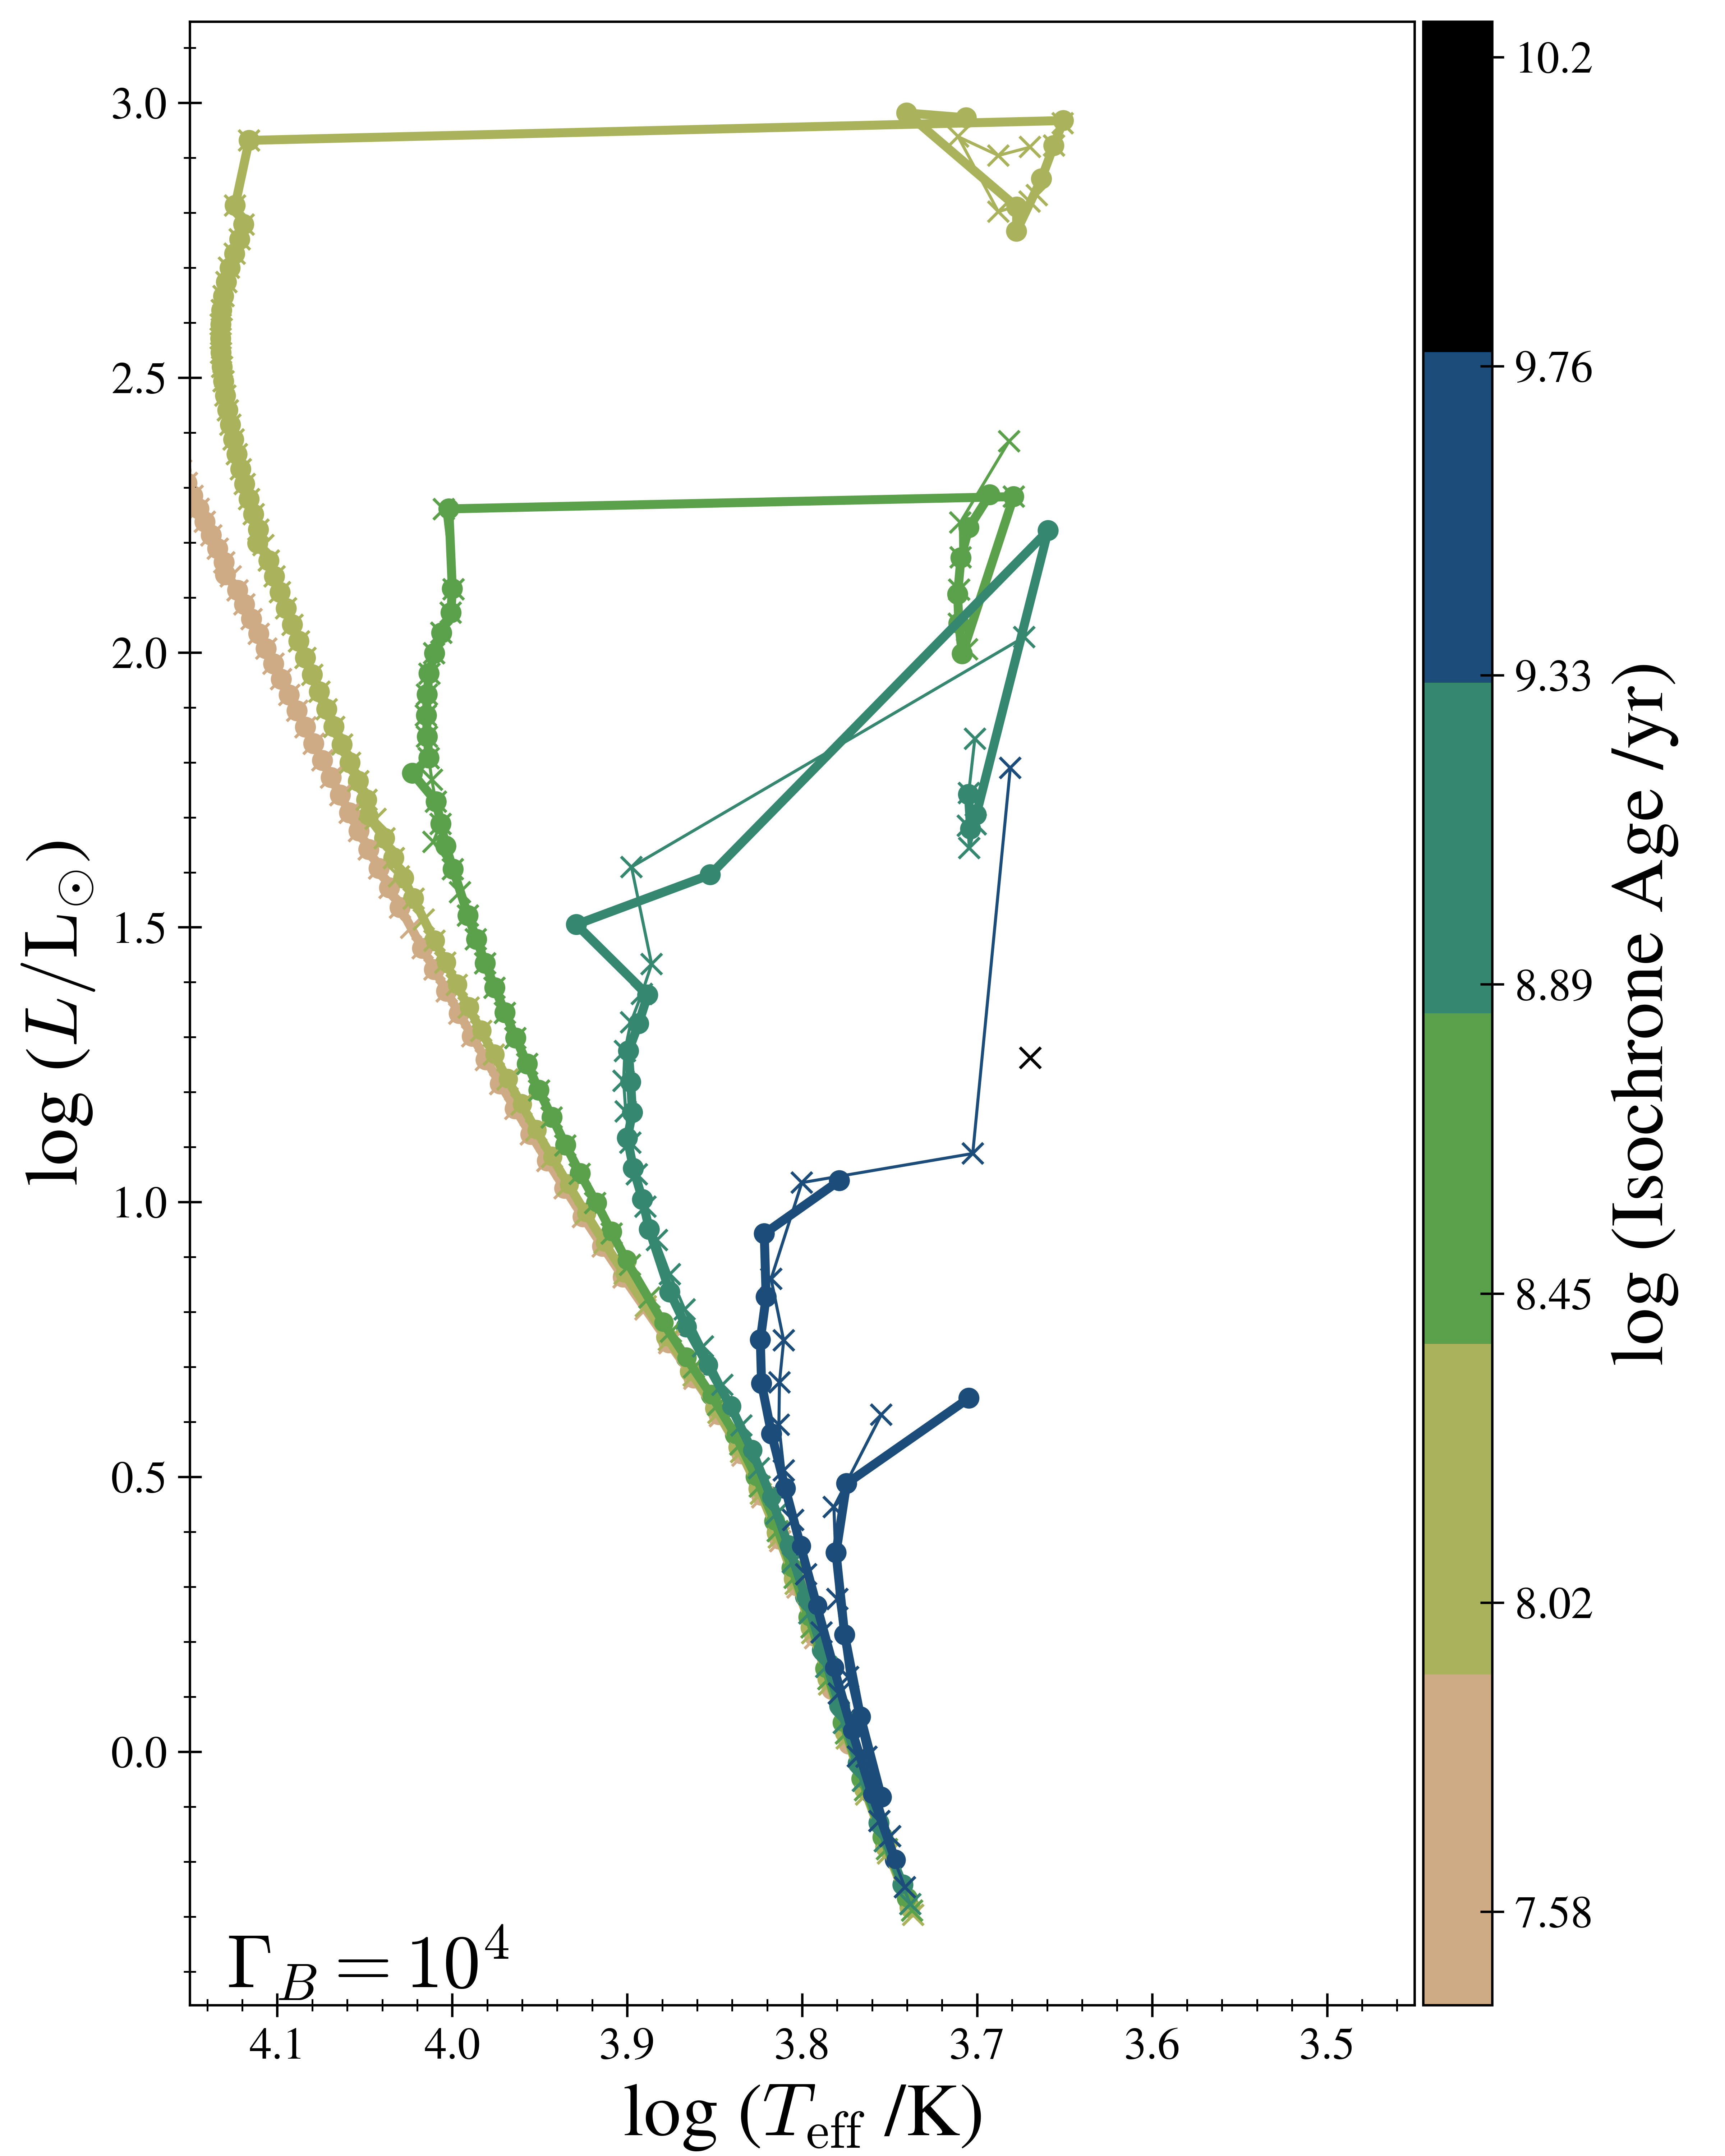 3.0
2.5
2.0
1.5
1.0
0.5
0.0
log (L/L☉)
Γ_B = 10⁴
4.1 4.0 3.9 3.8 3.7 3.6 3.5
log (T_eff /K)
10.2
9.76
9.33
8.89
8.45
8.02
7.58
log (Isochrone Age /yr)